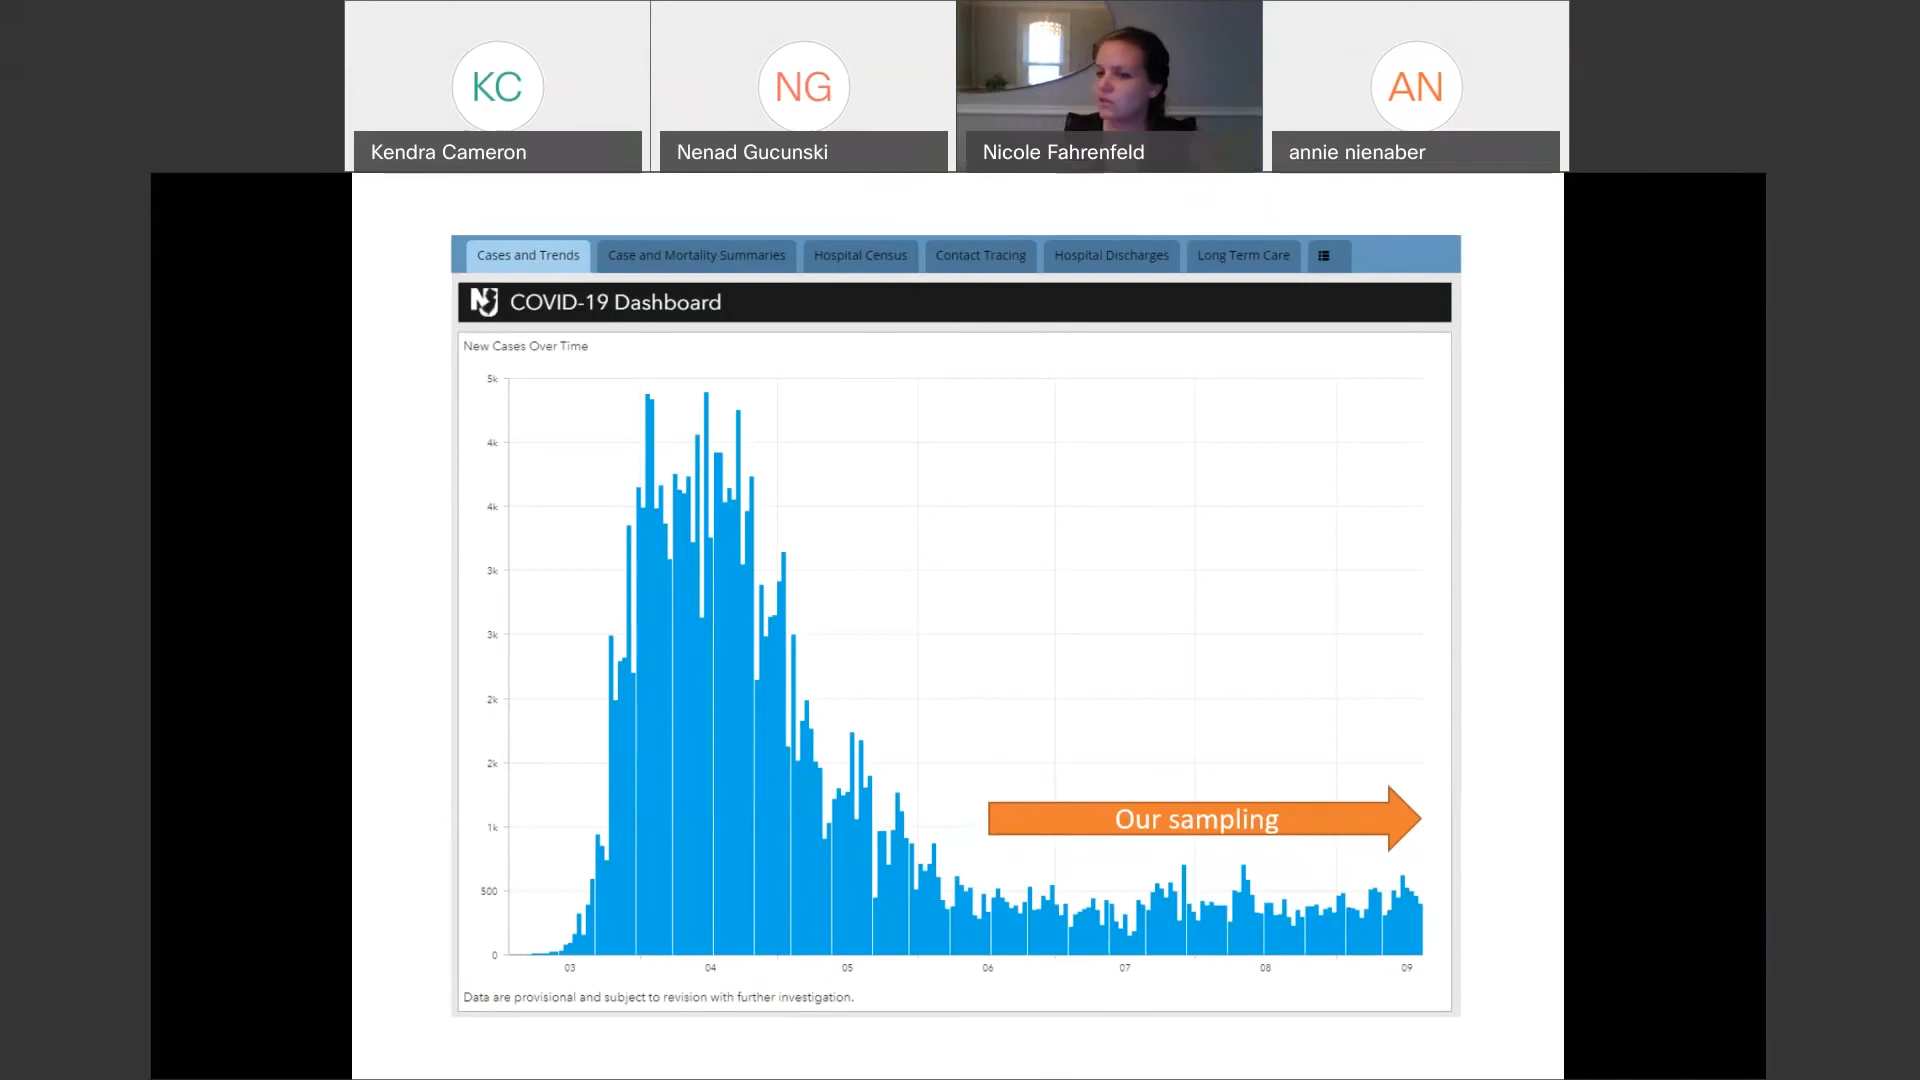 KC
NG
AN
Kendra Cameron
Nenad Gucunski
Nicole Fahrenfeld
annie nienaber
Cases and Trends
Case and Mortality Summaries
Hospital Census
Contact Tracing
Hospital Discharges
Long Term Care
NJ COVID-19 Dashboard
New Cases Over Time
5k
4k
4k
3k
3k
2k
2k
1k
500
0
Our sampling
03 04 05 06 07 08 09
Data are provisional and subject to revision with further investigation.